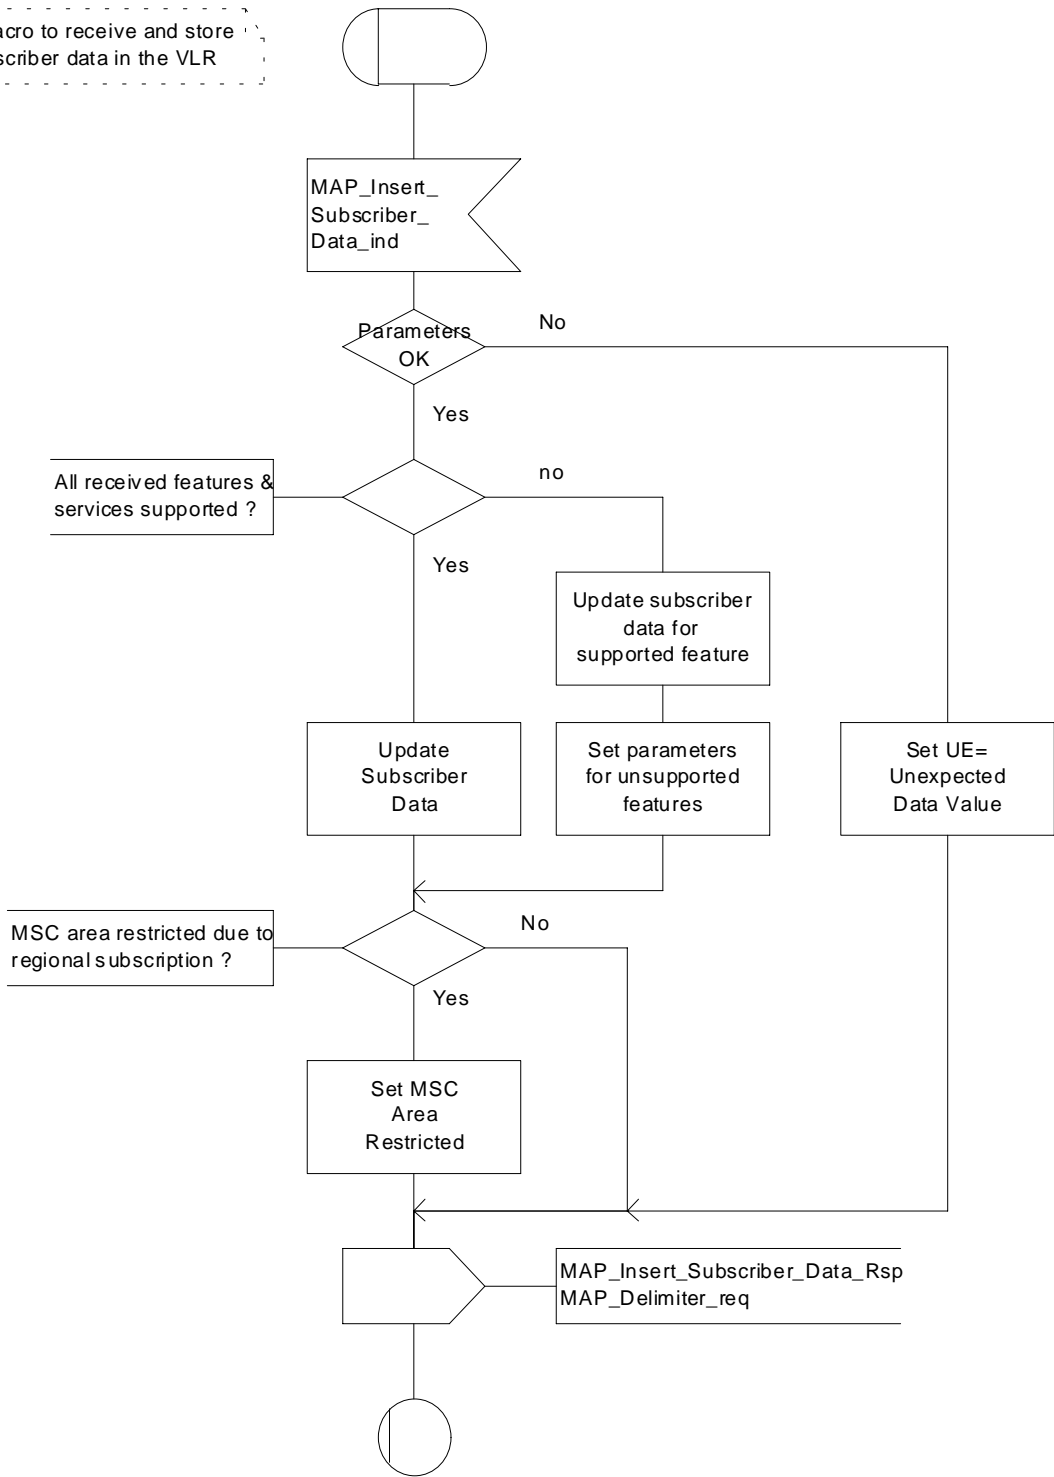 acro to receive and store
scriber data in the VLR
MAP_Insert_
Subscriber_
Data_ind
Parameters
OK
No
Yes
All received features &
services supported ?
no
Yes
Update subscriber
data for
supported feature
Update
Subscriber
Data
Set parameters
for unsupported
features
Set UE=
Unexpected
Data Value
MSC area restricted due to
regional subscription ?
No
Yes
Set MSC
Area
Restricted
MAP_Insert_Subscriber_Data_Rsp
MAP_Delimiter_req